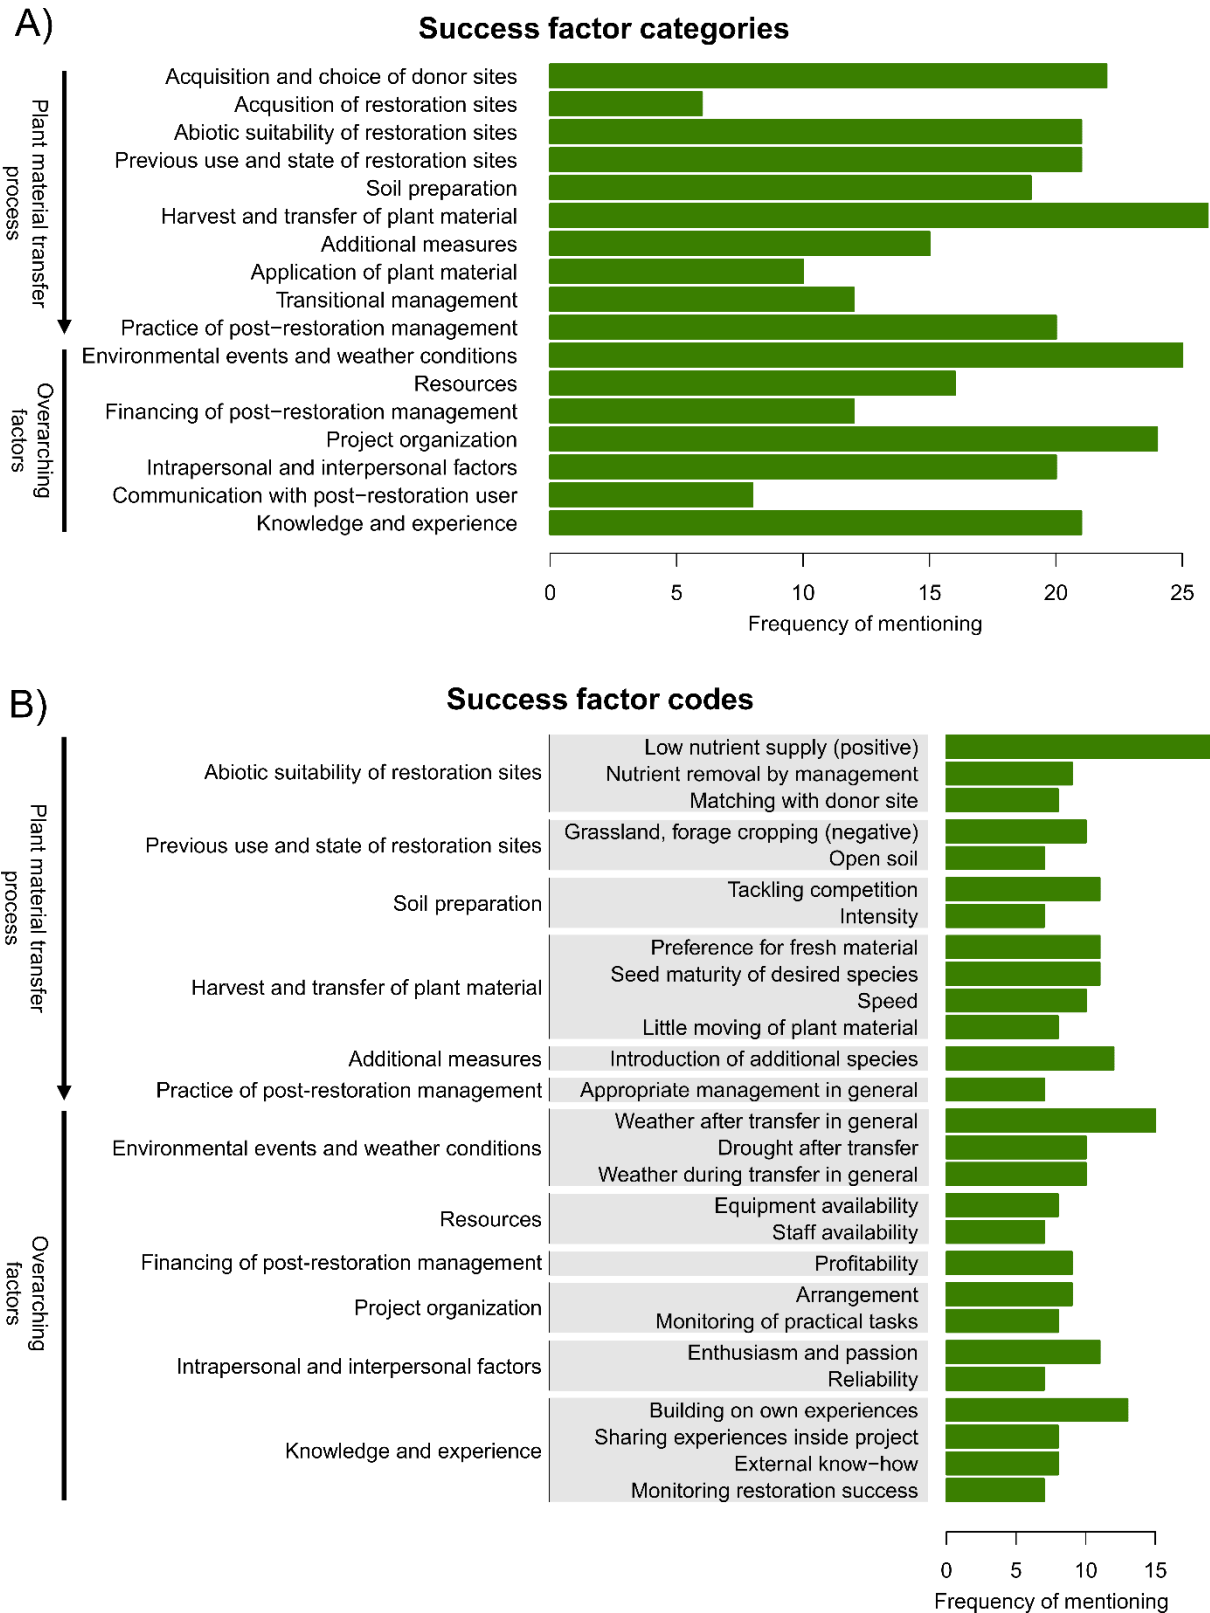 A)
Success factor categories
Plant material transfer
process
Overarching
factors
Acquisition and choice of donor sites
Acqusition of restoration sites
Abiotic suitability of restoration sites
Previous use and state of restoration sites
Soil preparation
Harvest and transfer of plant material
Additional measures
Application of plant material
Transitional management
Practice of post−restoration management
Environmental events and weather conditions
Resources
Financing of post−restoration management
Project organization
Intrapersonal and interpersonal factors
Communication with post−restoration user
Knowledge and experience
0 5 10 15 20 25
Frequency of mentioning
B)
Success factor codes
Plant material transfer
process
Overarching
factors
Abiotic suitability of restoration sites
Low nutrient supply (positive)
Nutrient removal by management
Matching with donor site
Previous use and state of restoration sites
Grassland, forage cropping (negative)
Open soil
Soil preparation
Tackling competition
Intensity
Harvest and transfer of plant material
Preference for fresh material
Seed maturity of desired species
Speed
Little moving of plant material
Additional measures
Introduction of additional species
Practice of post-restoration management
Appropriate management in general
Environmental events and weather conditions
Weather after transfer in general
Drought after transfer
Weather during transfer in general
Resources
Equipment availability
Staff availability
Financing of post-restoration management
Profitability
Project organization
Arrangement
Monitoring of practical tasks
Intrapersonal and interpersonal factors
Enthusiasm and passion
Reliability
Knowledge and experience
Building on own experiences
Sharing experiences inside project
External know−how
Monitoring restoration success
0 5 10 15
Frequency of mentioning